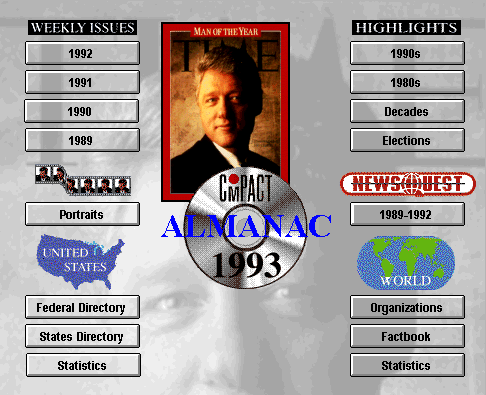 WEEKLY ISSUES
1992
1991
1990
1989
Portraits
UNITED
STATES
Federal Directory
States Directory
Statistics
MAN OF THE YEAR
TIME
COMPACT
ALMANAC
1993
HIGHLIGHTS
1990s
1980s
Decades
Elections
NEWSQUEST
1989-1992
WORLD
Organizations
Factbook
Statistics